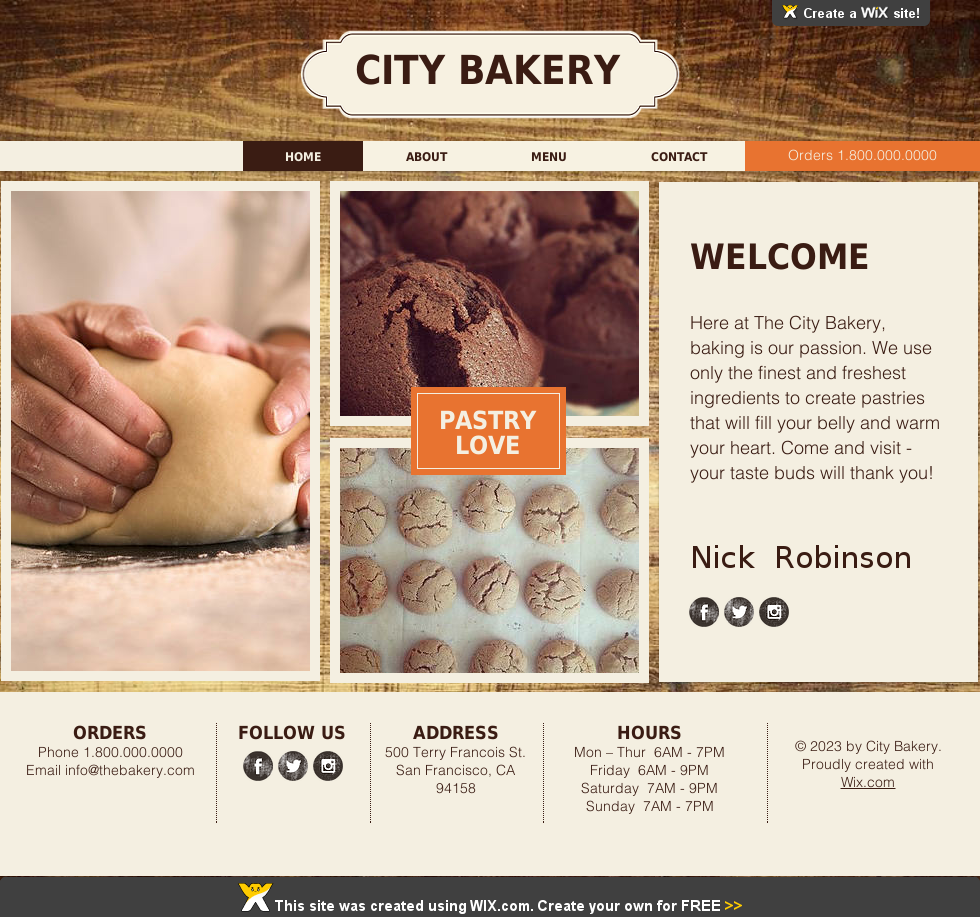 Create a WiX site!
CITY BAKERY
HOME
ABOUT
MENU
CONTACT
Orders 1.800.000.0000
PASTRY
LOVE
WELCOME
Here at The City Bakery,
baking is our passion. We use
only the finest and freshest
ingredients to create pastries
that will fill your belly and warm
your heart. Come and visit -
your taste buds will thank you!
Nick Robinson
ORDERS
Phone 1.800.000.0000
Email info@thebakery.com
FOLLOW US
ADDRESS
500 Terry Francois St.
San Francisco, CA
94158
HOURS
Mon – Thur  6AM - 7PM
Friday  6AM - 9PM
Saturday  7AM - 9PM
Sunday  7AM - 7PM
© 2023 by City Bakery.
Proudly created with
Wix.com
This site was created using WIX.com. Create your own for FREE >>